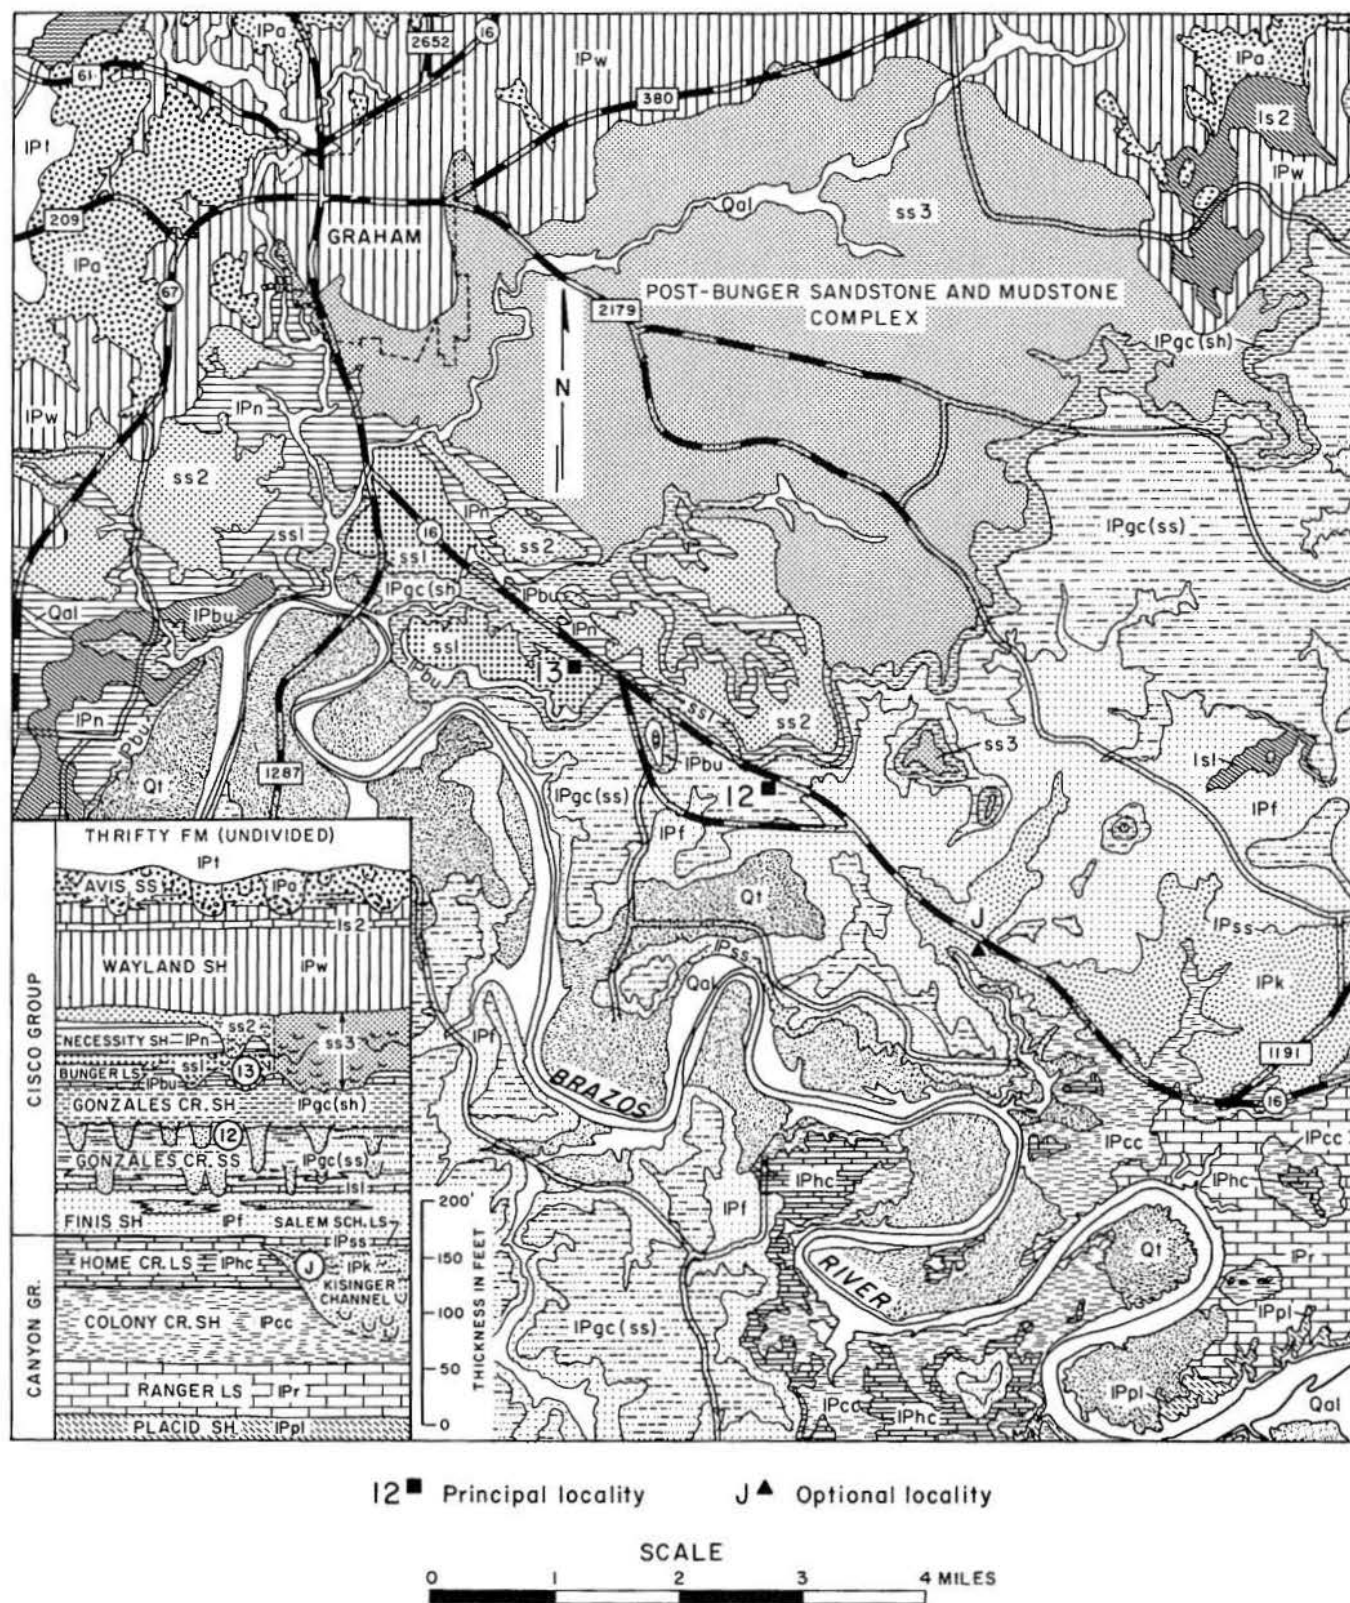 IPa
2652
16
IPw
IPa
61
380
ls2
IPt
IPw
209
Qal
ss3
GRAHAM
IPa
67
POST-BUNGER SANDSTONE AND MUDSTONE
COMPLEX
2179
IPgc(sh)
N
IPn
IPw
ss2
IPgc(ss)
16
IPn
ss2
ss1
ss1
IPgc(sh)
IPbu
Qal
IPbu
IPn
ss1
13
IPbu
IPn
ss1
ss2
ss3
IPbu
IPbu
ls1
Qt
1287
IPgc(ss)
12
IPf
IPf
Qt
J
IPss
IPss
Qal
IPk
IPf
1191
BRAZOS
16
IPcc
IPcc
IPhc
IPhc
IPf
Qt
IPr
RIVER
IPpl
IPgc(ss)
IPpl
IPcc
IPhc
Qal
THRIFTY FM (UNDIVIDED)
IPt
AVIS SS
IPa
ls2
WAYLAND SH
IPw
ss2
NECESSITY SH
IPn
ss3
BUNGER LS
ss1
13
IPbu
GONZALES CR. SH
IPgc(sh)
12
GONZALES CR. SS
IPgc(ss)
ls1
FINIS SH
IPf
SALEM SCH. LS
IPss
HOME CR. LS
IPhc
J
IPk
KISINGER
CHANNEL
COLONY CR. SH
IPcc
RANGER LS
IPr
PLACID SH
IPpl
CISCO GROUP
CANYON GR.
200'
150
100
50
0
THICKNESS IN FEET
12 Principal locality
J Optional locality
SCALE
0 1 2 3 4 MILES